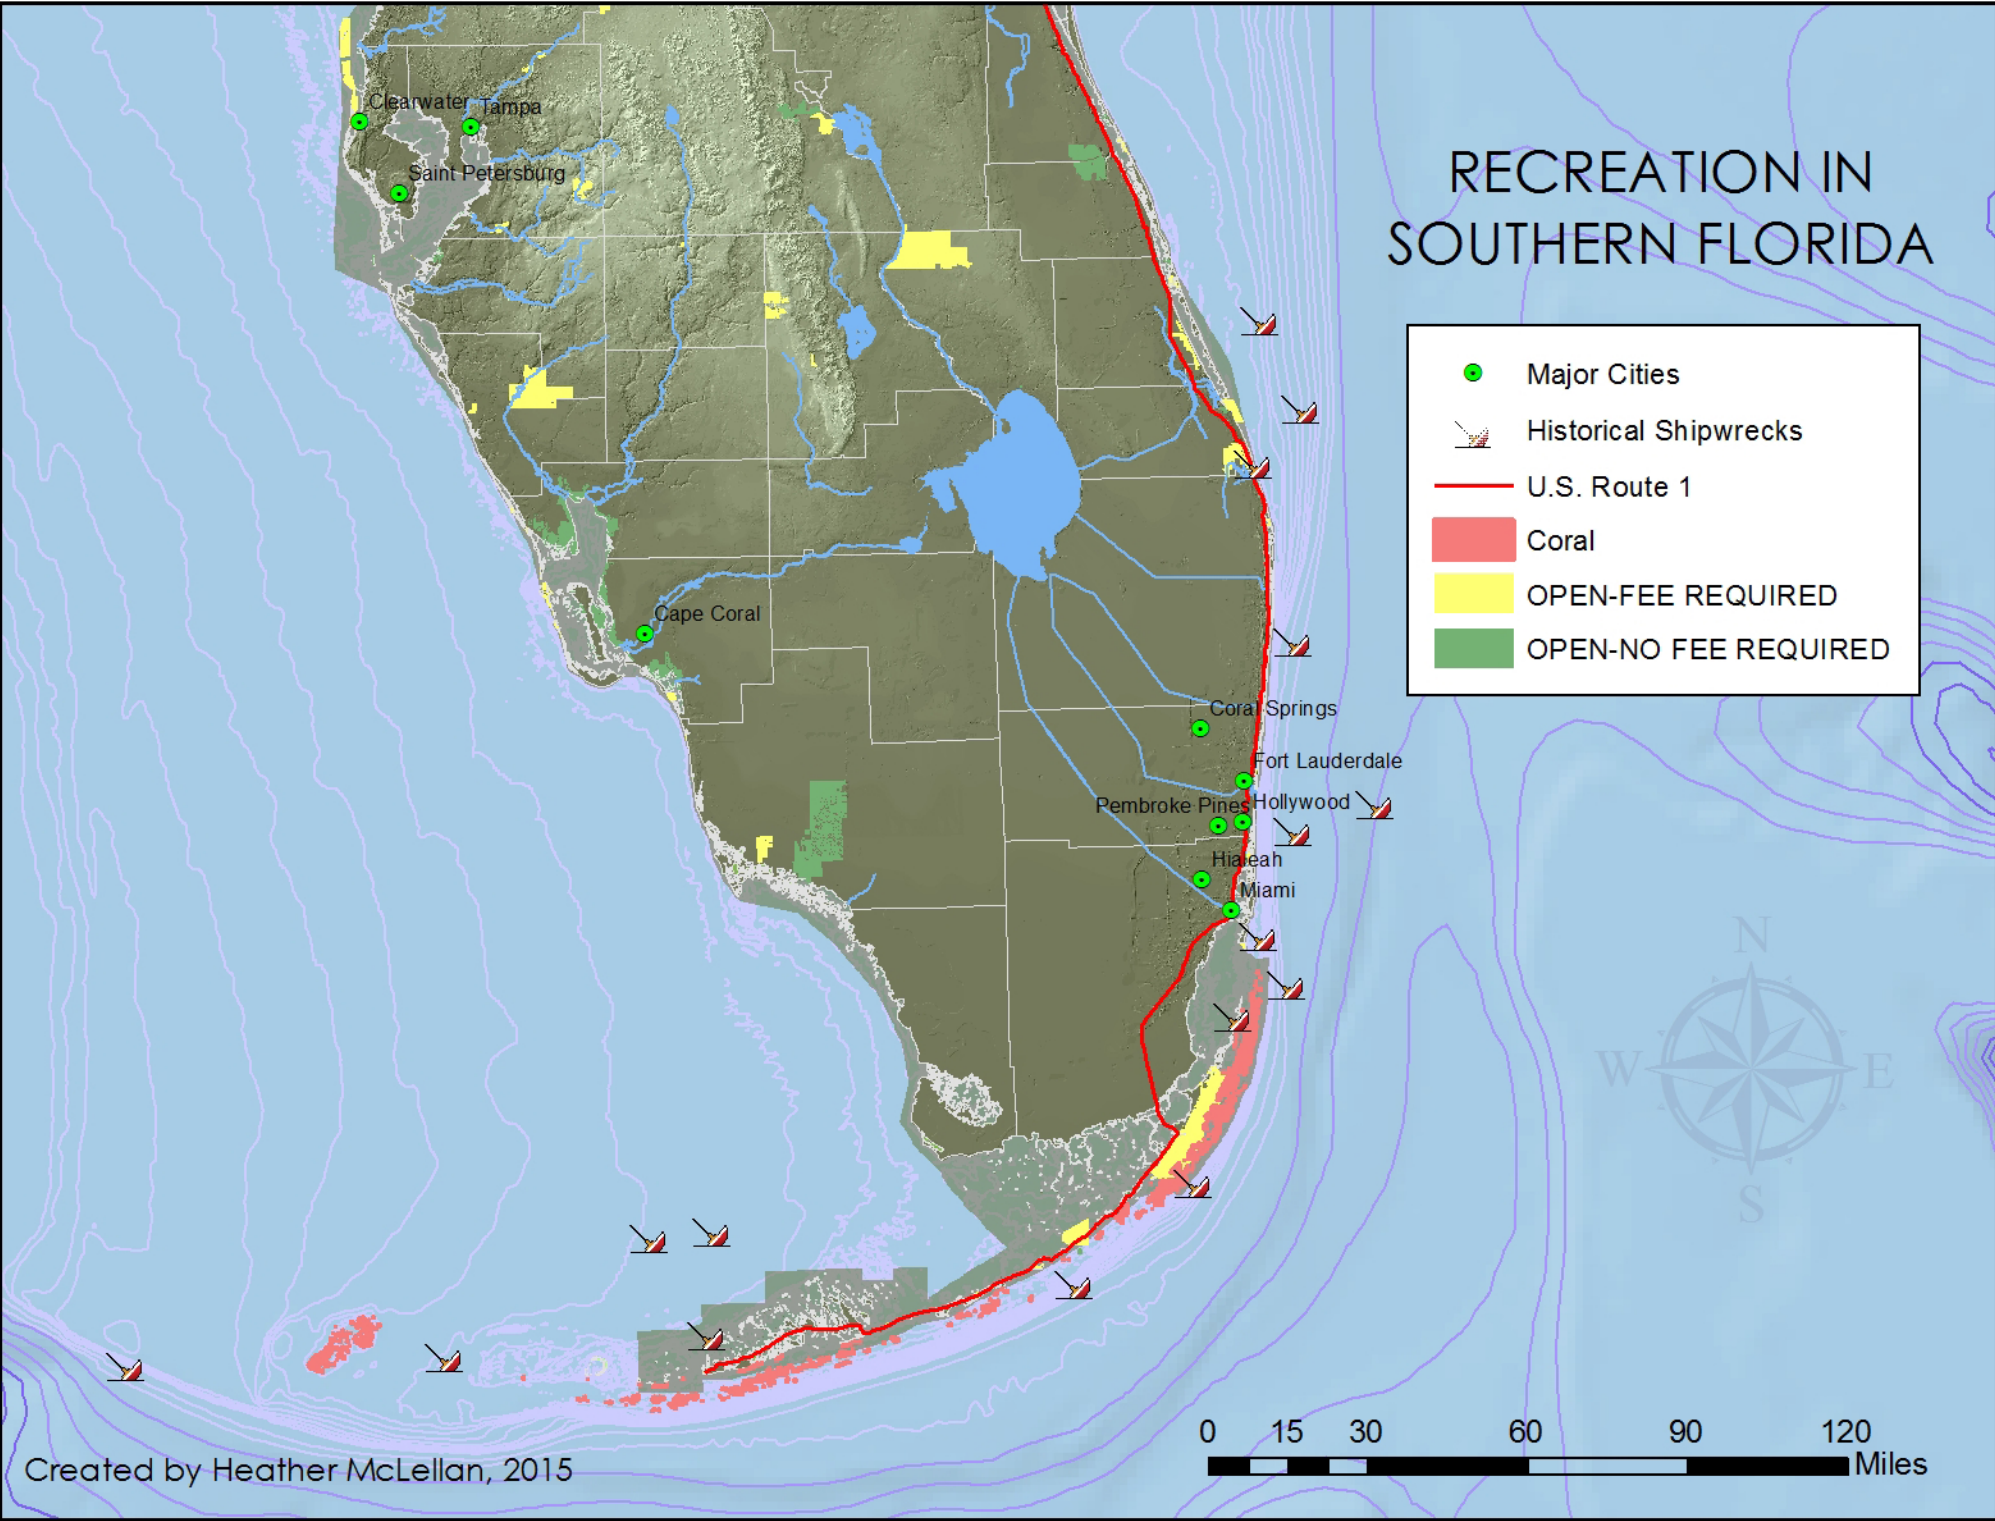 RECREATION IN
SOUTHERN FLORIDA
Clearwater
Tampa
Saint Petersburg
Major Cities
Historical Shipwrecks
U.S. Route 1
Coral
OPEN-FEE REQUIRED
OPEN-NO FEE REQUIRED
Cape Coral
Coral Springs
Fort Lauderdale
Pembroke Pines
Hollywood
Hialeah
Miami
N
W E
S
0 15 30 60 90 120
Miles
Created by Heather McLellan, 2015